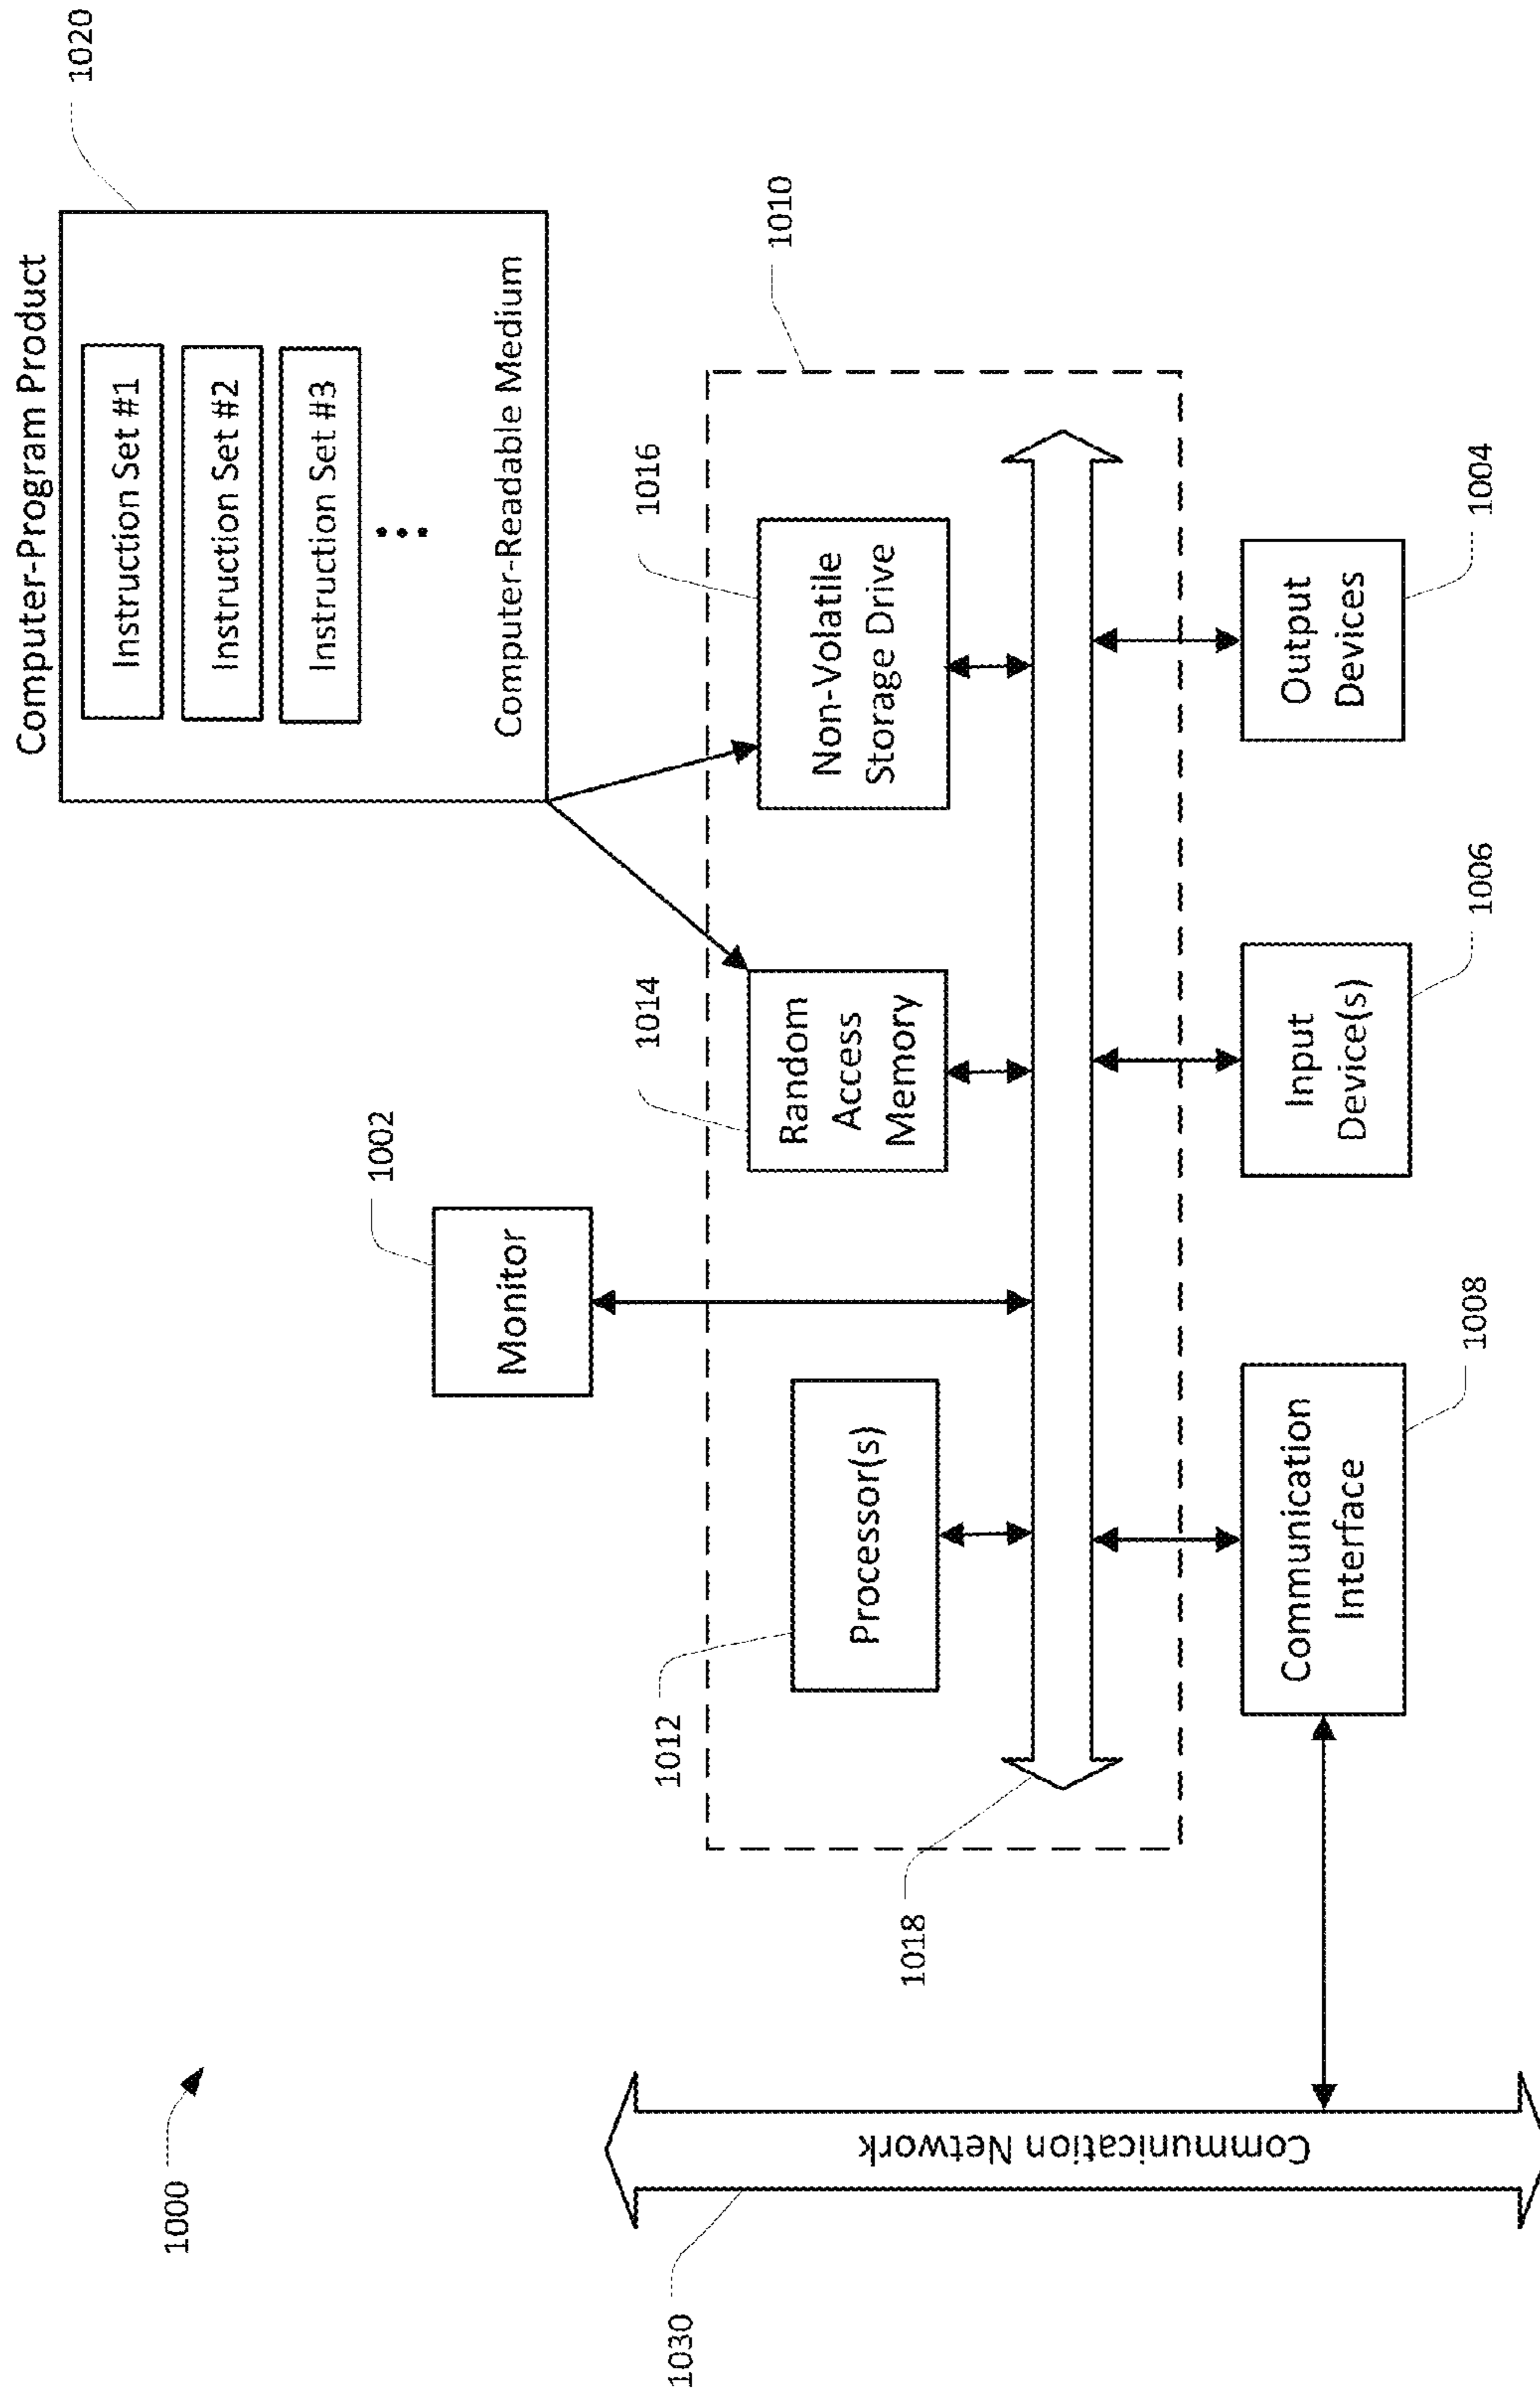 1000
Computer-Program Product
Instruction Set #1
Instruction Set #2
Instruction Set #3
Computer-Readable Medium
1020
Monitor
1002
1010
1012
Processor(s)
1014
Random
Access
Memory
1016
Non-Volatile
Storage Drive
1018
1030
Communication Network
Communication
Interface
1008
Input
Device(s)
1006
Output
Devices
1004